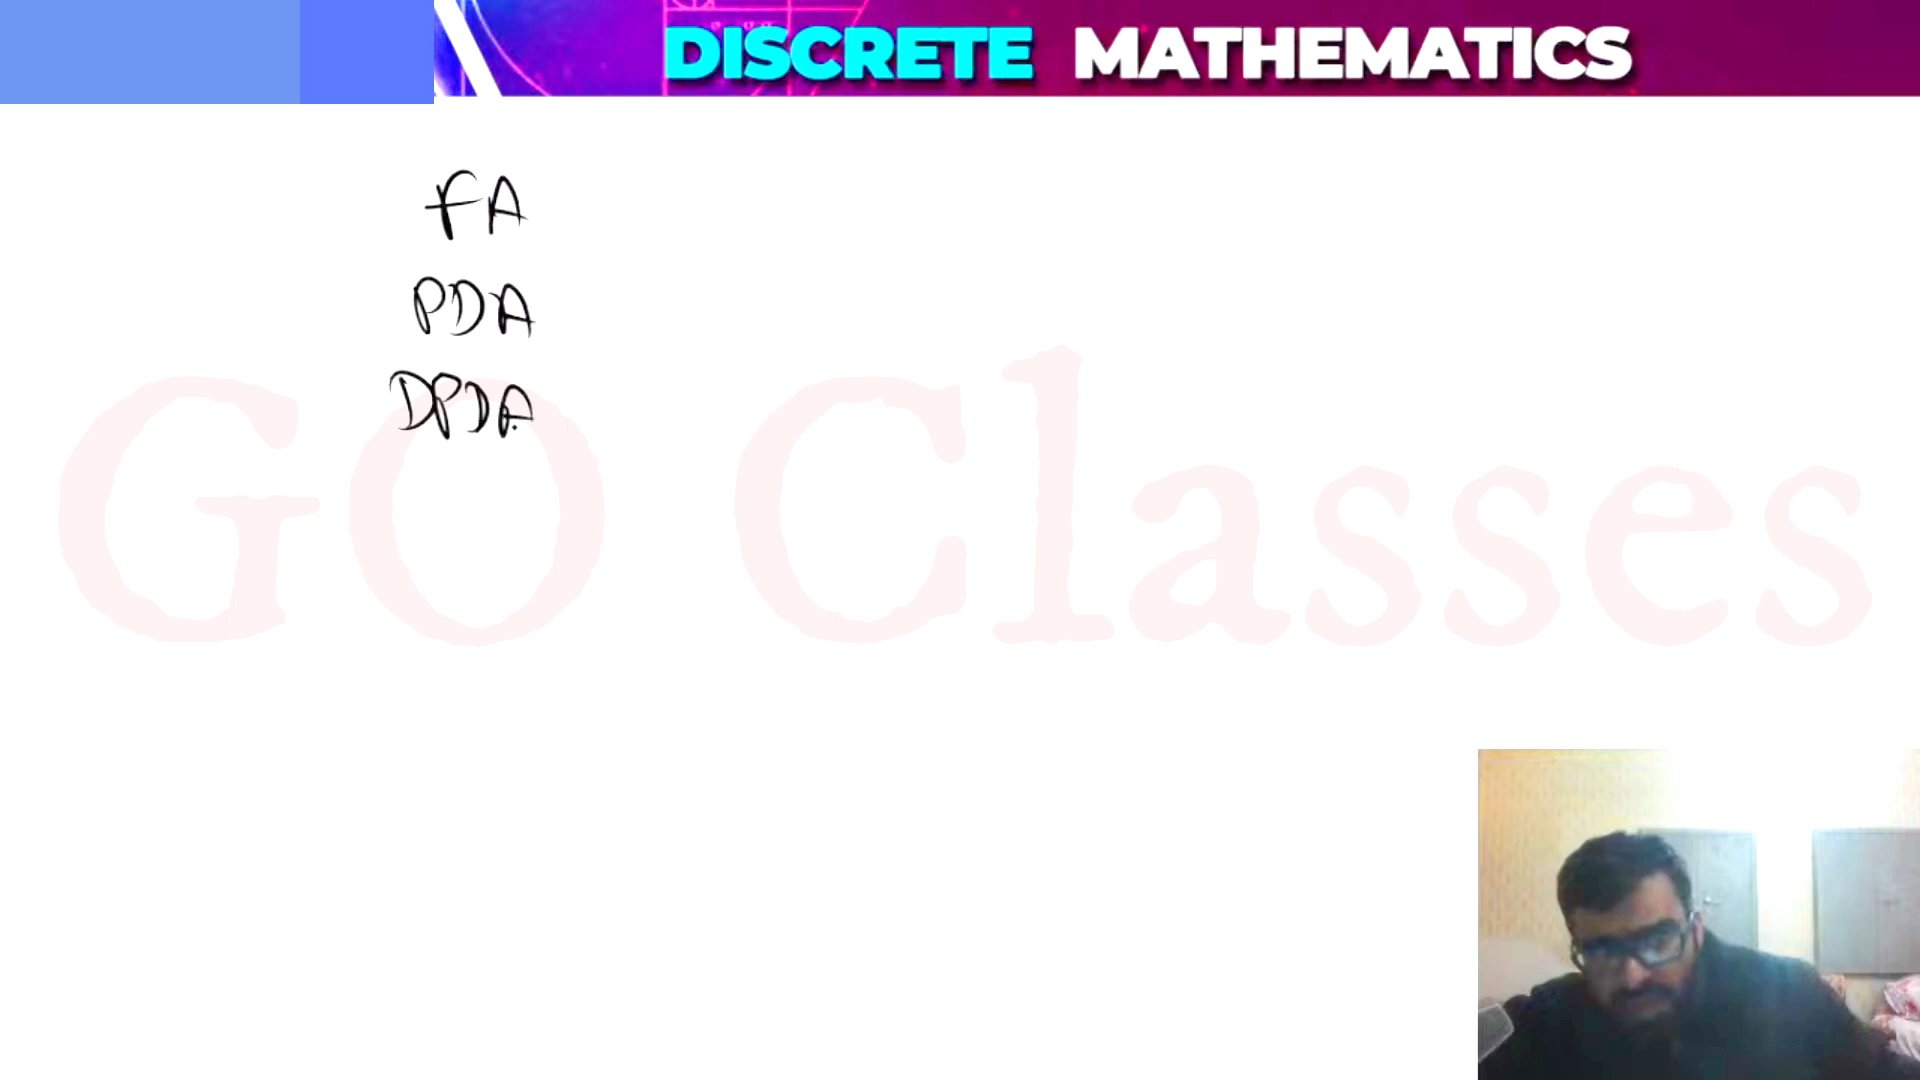 DISCRETE MATHEMATICS
FA
PDA
DPDA
GO Classes